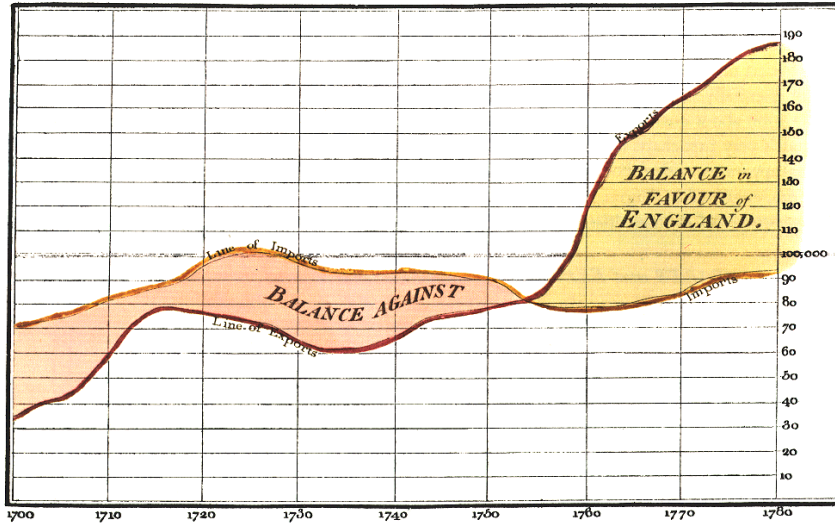 190
180
170
160
150
140
130
120
110
100,000
90
80
70
60
50
40
30
20
10
Exports
BALANCE in
FAVOUR of
ENGLAND.
Line of Imports
BALANCE AGAINST
Imports
Line of Exports
1700 1710 1720 1730 1740 1750 1760 1770 1780